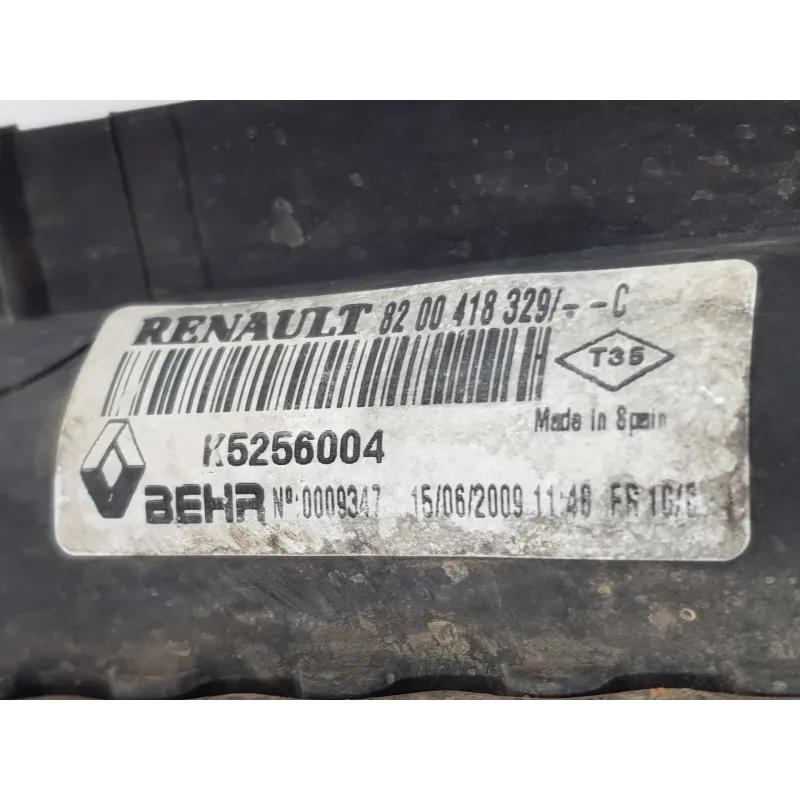 RENAULT 82 00 418 329/- -C
T35
Made in Spain
K5256004
BEHR Nº:0009347 15/06/2009 11:48